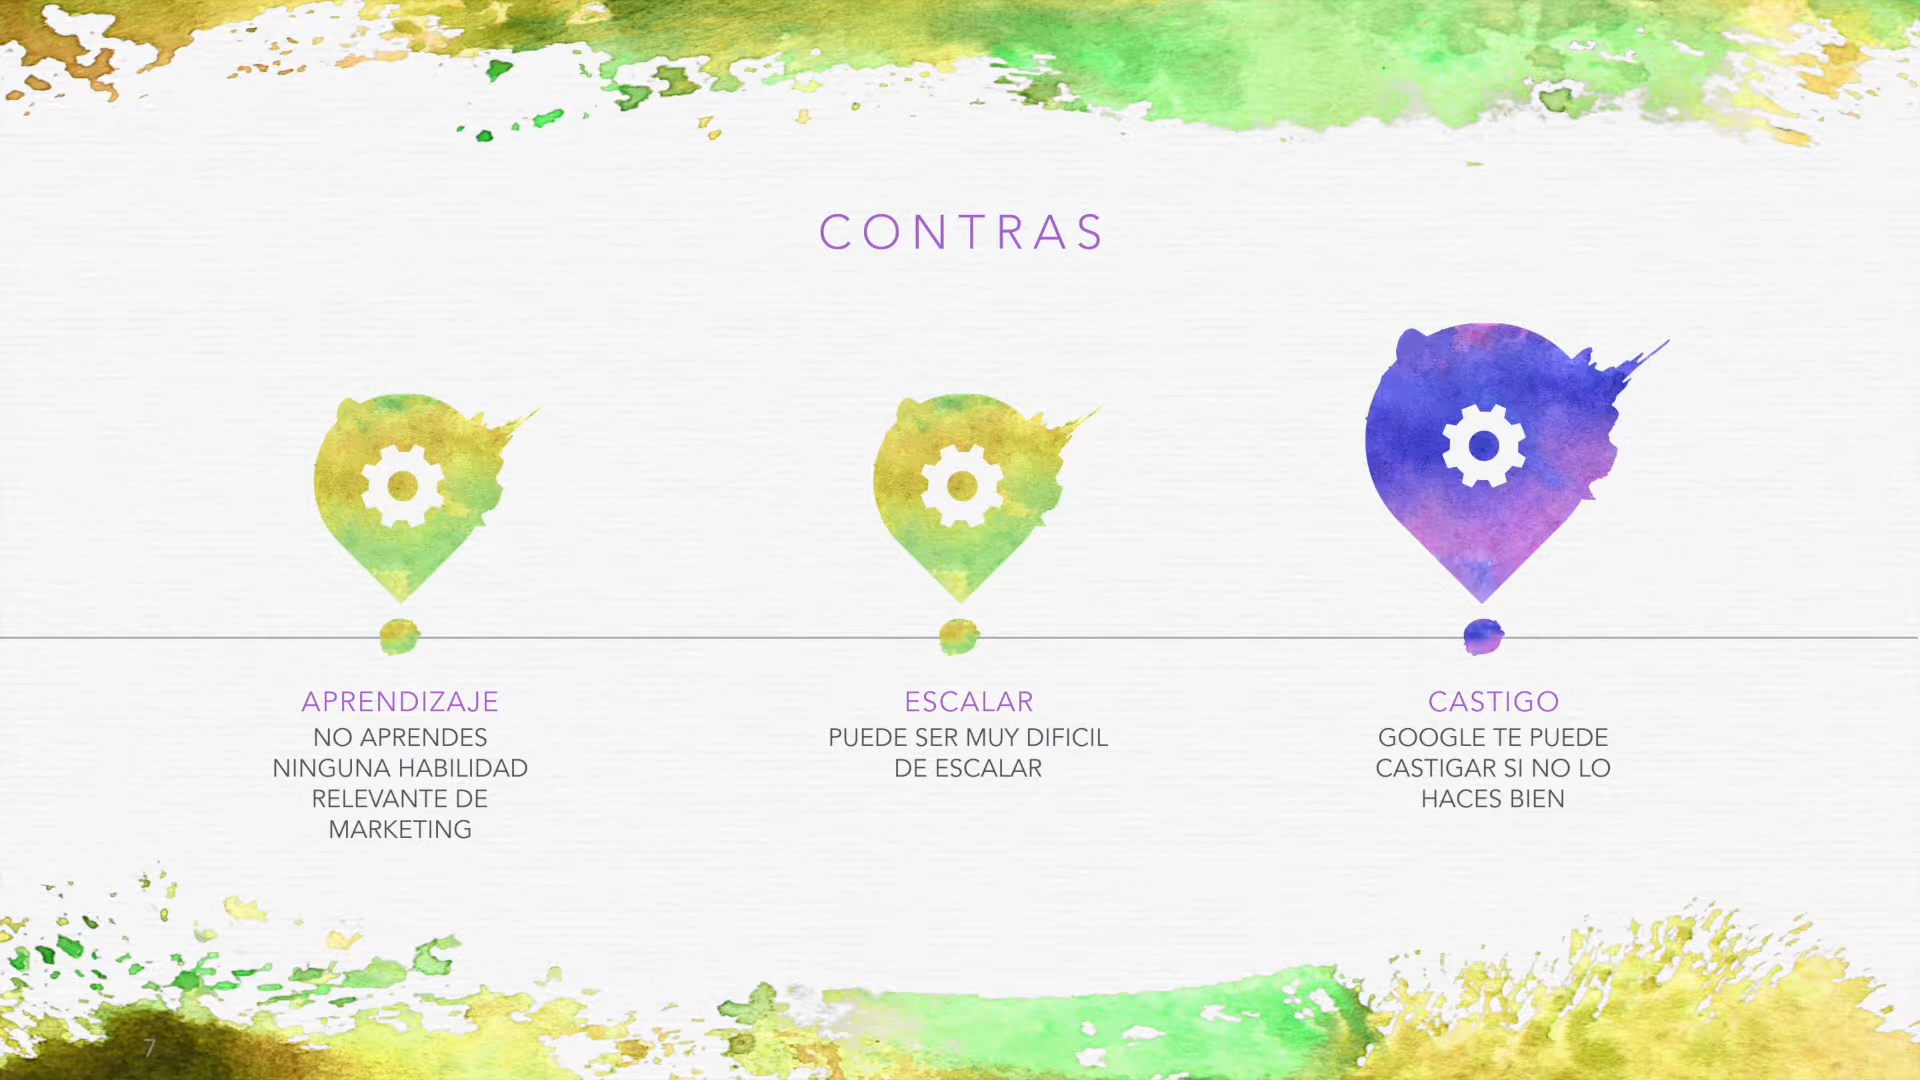 CONTRAS
APRENDIZAJE
NO APRENDES
NINGUNA HABILIDAD
RELEVANTE DE
MARKETING
ESCALAR
PUEDE SER MUY DIFICIL
DE ESCALAR
CASTIGO
GOOGLE TE PUEDE
CASTIGAR SI NO LO
HACES BIEN
7